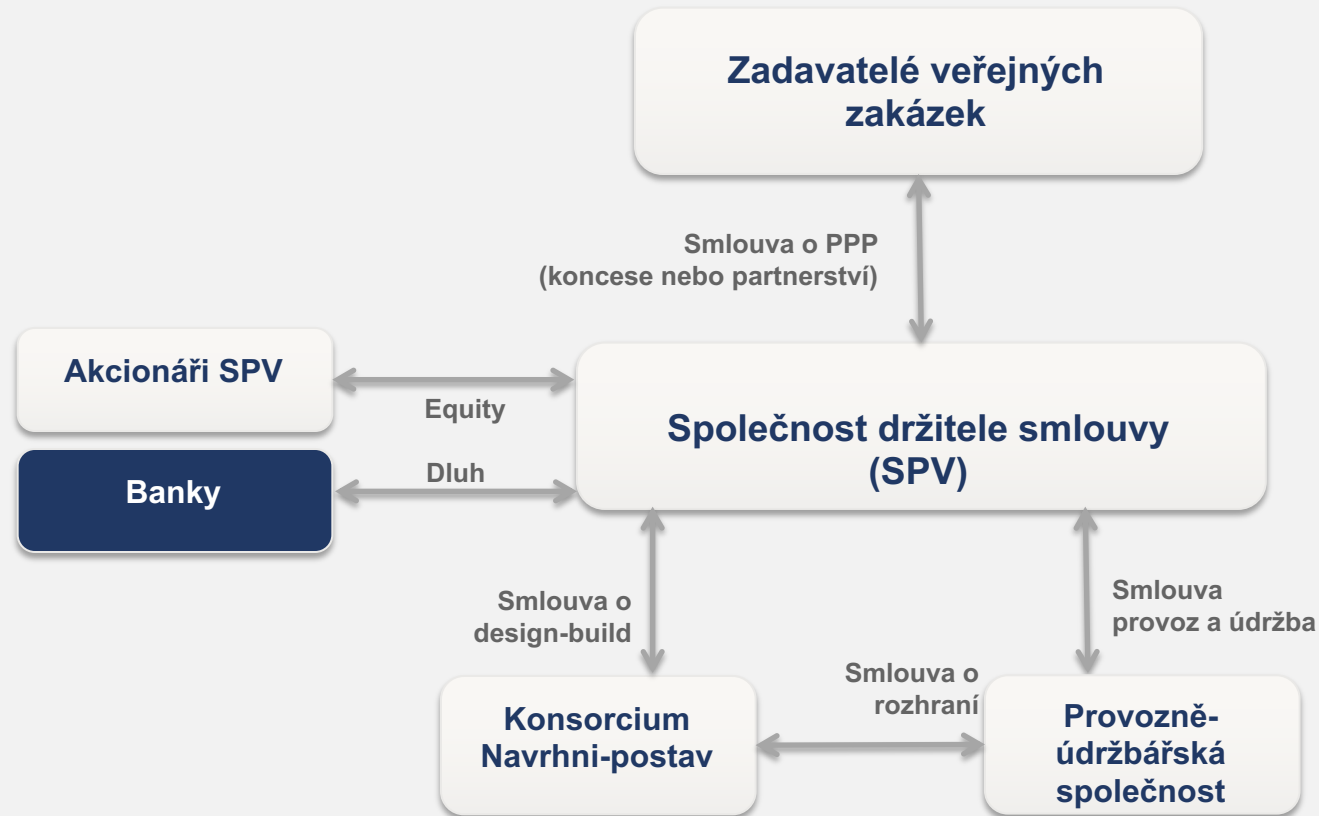 Zadavatelé veřejných
zakázek
Smlouva o PPP
(koncese nebo partnerství)
Akcionáři SPV
Equity
Společnost držitele smlouvy
(SPV)
Banky
Dluh
Smlouva o
design-build
Smlouva
provoz a údržba
Smlouva o
rozhraní
Konsorcium
Navrhni-postav
Provozně-
údržbářská
společnost